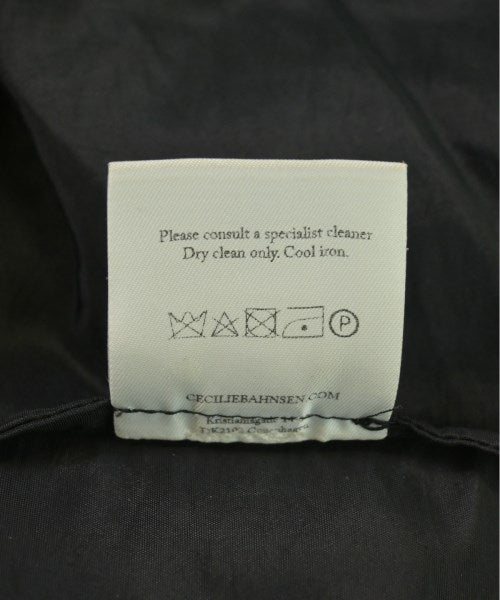 Please consult a specialist cleaner
Dry clean only. Cool iron.
P
CECILIEBAHNSEN.COM